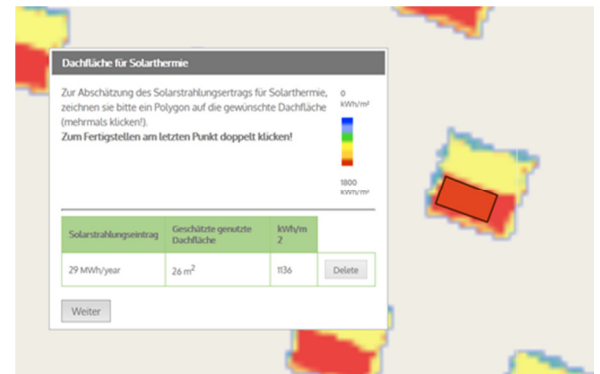 Dachfläche für Solarthermie
Zur Abschätzung des Solarstrahlungsertrags für Solarthermie,
zeichnen sie bitte ein Polygon auf die gewünschte Dachfläche
(mehrmals klicken!).
Zum Fertigstellen am letzten Punkt doppelt klicken!
0
kWh/m²
1800
kWh/m²
Solarstrahlungseintrag
Geschätzte genutzte
Dachfläche
kWh/m
2
29 MWh/year
26 m²
1136
Delete
Weiter